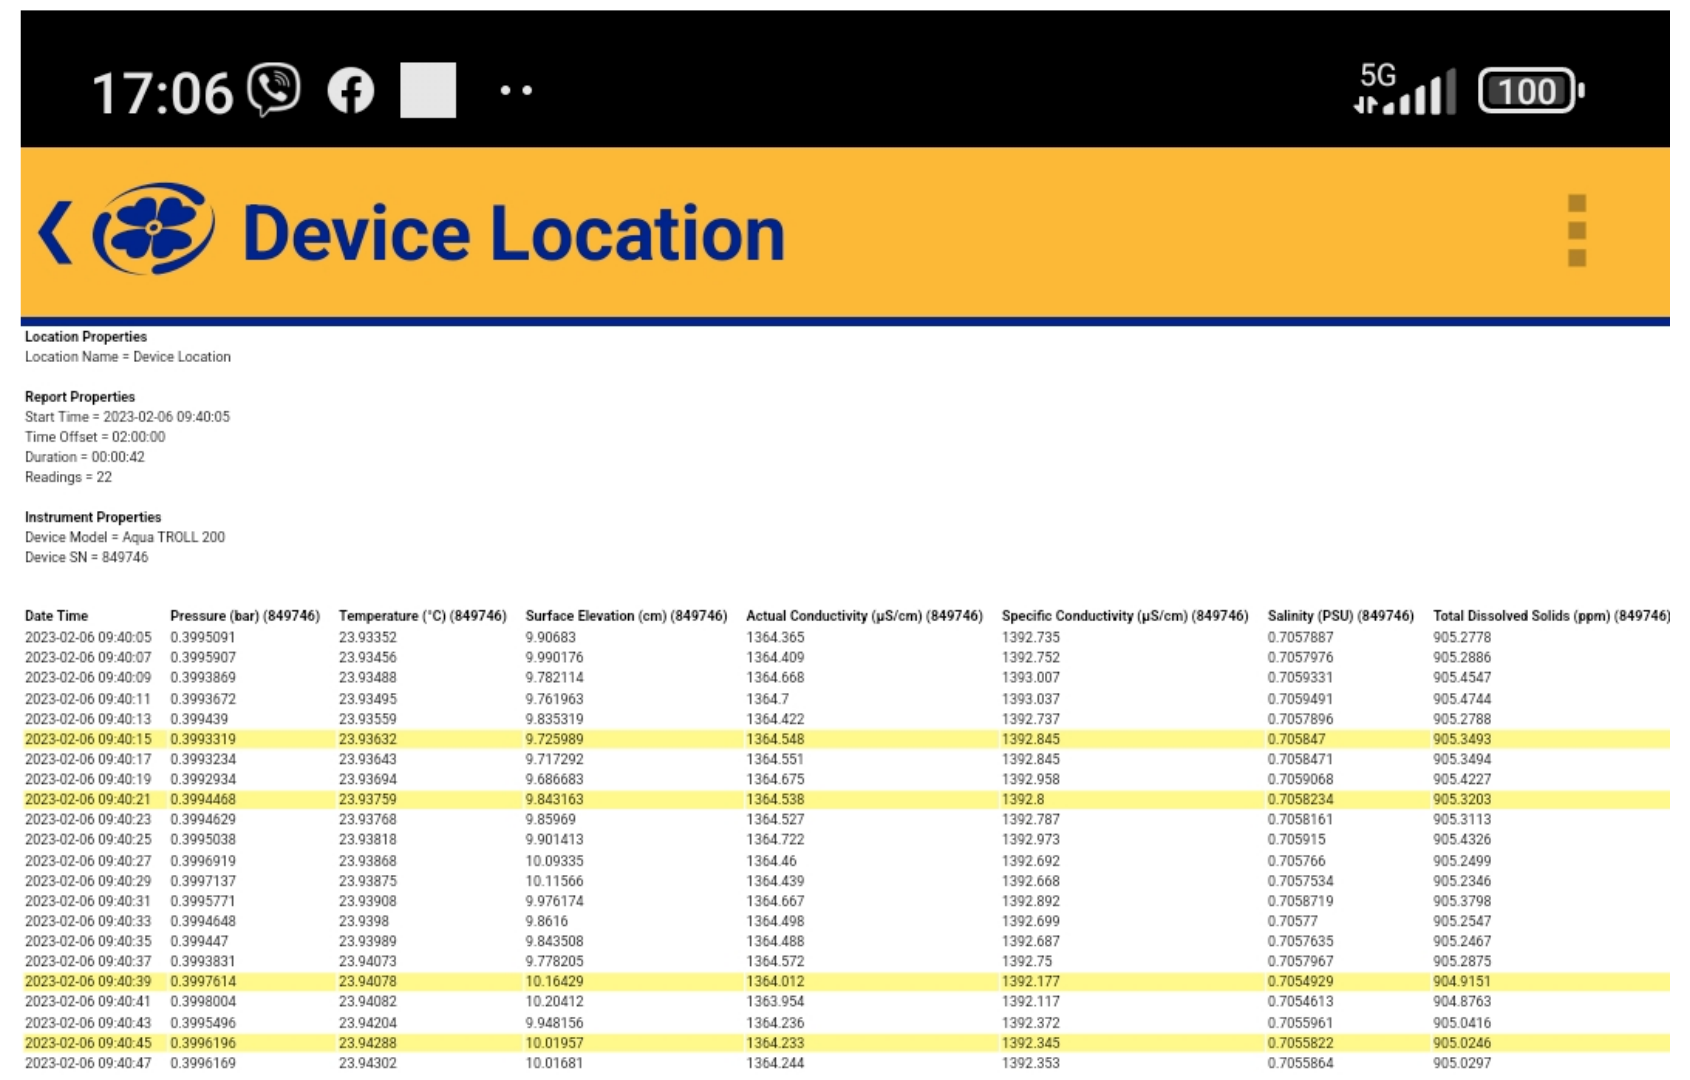 17:06 5G 100
Device Location
Location Properties
Location Name = Device Location
Report Properties
Start Time = 2023-02-06 09:40:05
Time Offset = 02:00:00
Duration = 00:00:42
Readings = 22
Instrument Properties
Device Model = Aqua TROLL 200
Device SN = 849746
Date Time Pressure (bar) (849746) Temperature (°C) (849746) Surface Elevation (cm) (849746) Actual Conductivity (µS/cm) (849746) Specific Conductivity (µS/cm) (849746) Salinity (PSU) (849746) Total Dissolved Solids (ppm) (849746)
2023-02-06 09:40:05 0.3995091 23.93352 9.90683 1364.365 1392.735 0.7057887 905.2778
2023-02-06 09:40:07 0.3995907 23.93456 9.990176 1364.409 1392.752 0.7057976 905.2886
2023-02-06 09:40:09 0.3993869 23.93488 9.782114 1364.668 1393.007 0.7059331 905.4547
2023-02-06 09:40:11 0.3993672 23.93495 9.761963 1364.7 1393.037 0.7059491 905.4744
2023-02-06 09:40:13 0.399439 23.93559 9.835319 1364.422 1392.737 0.7057896 905.2788
2023-02-06 09:40:15 0.3993319 23.93632 9.725989 1364.548 1392.845 0.705847 905.3493
2023-02-06 09:40:17 0.3993234 23.93643 9.717292 1364.551 1392.845 0.7058471 905.3494
2023-02-06 09:40:19 0.3992934 23.93694 9.686683 1364.675 1392.958 0.7059068 905.4227
2023-02-06 09:40:21 0.3994468 23.93759 9.843163 1364.538 1392.8 0.7058234 905.3203
2023-02-06 09:40:23 0.3994629 23.93768 9.85969 1364.527 1392.787 0.7058161 905.3113
2023-02-06 09:40:25 0.3995038 23.93818 9.901413 1364.722 1392.973 0.705915 905.4326
2023-02-06 09:40:27 0.3996919 23.93868 10.09335 1364.46 1392.692 0.705766 905.2499
2023-02-06 09:40:29 0.3997137 23.93875 10.11566 1364.439 1392.668 0.7057534 905.2346
2023-02-06 09:40:31 0.3995771 23.93908 9.976174 1364.667 1392.892 0.7058719 905.3798
2023-02-06 09:40:33 0.3994648 23.9398 9.8616 1364.498 1392.699 0.70577 905.2547
2023-02-06 09:40:35 0.399447 23.93989 9.843508 1364.488 1392.687 0.7057635 905.2467
2023-02-06 09:40:37 0.3993831 23.94073 9.778205 1364.572 1392.75 0.7057967 905.2875
2023-02-06 09:40:39 0.3997614 23.94078 10.16429 1364.012 1392.177 0.7054929 904.9151
2023-02-06 09:40:41 0.3998004 23.94082 10.20412 1363.954 1392.117 0.7054613 904.8763
2023-02-06 09:40:43 0.3995496 23.94204 9.948156 1364.236 1392.372 0.7055961 905.0416
2023-02-06 09:40:45 0.3996196 23.94288 10.01957 1364.233 1392.345 0.7055822 905.0246
2023-02-06 09:40:47 0.3996169 23.94302 10.01681 1364.244 1392.353 0.7055864 905.0297